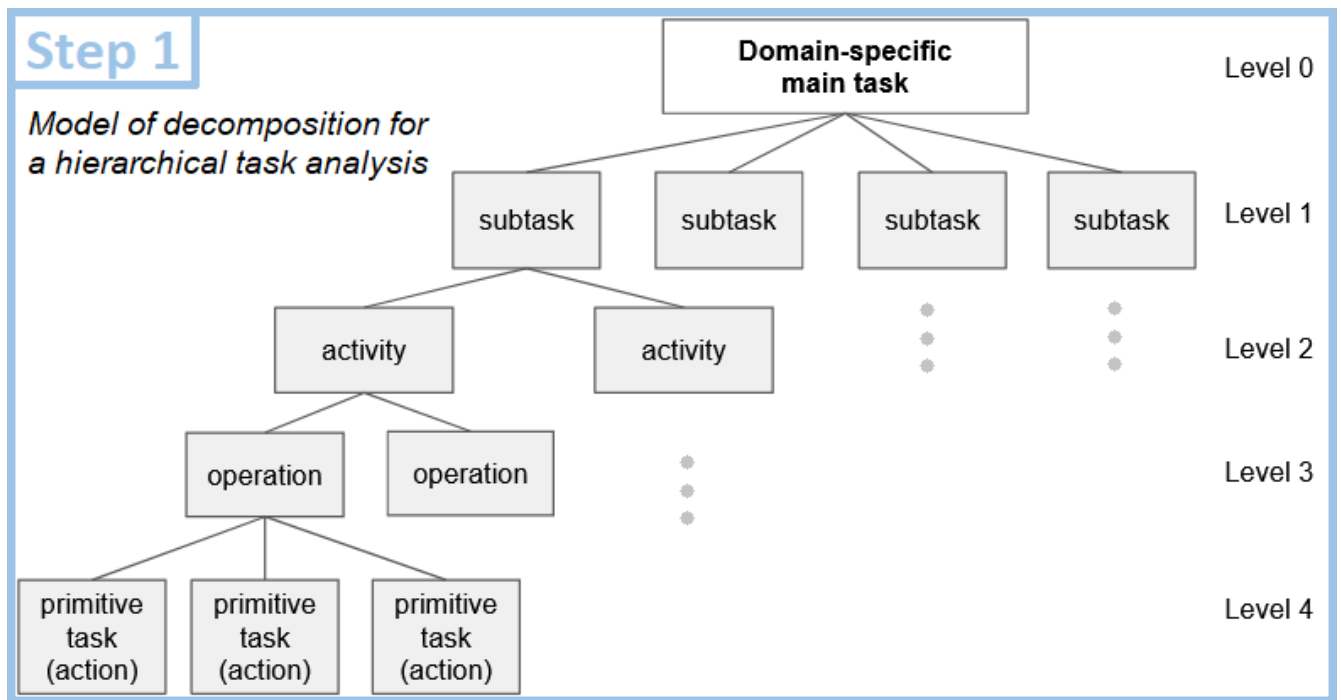 Step 1
Model of decomposition for
a hierarchical task analysis
Domain-specific
main task
Level 0
subtask
subtask
subtask
subtask
Level 1
activity
activity
Level 2
operation
operation
Level 3
primitive
task
(action)
primitive
task
(action)
primitive
task
(action)
Level 4